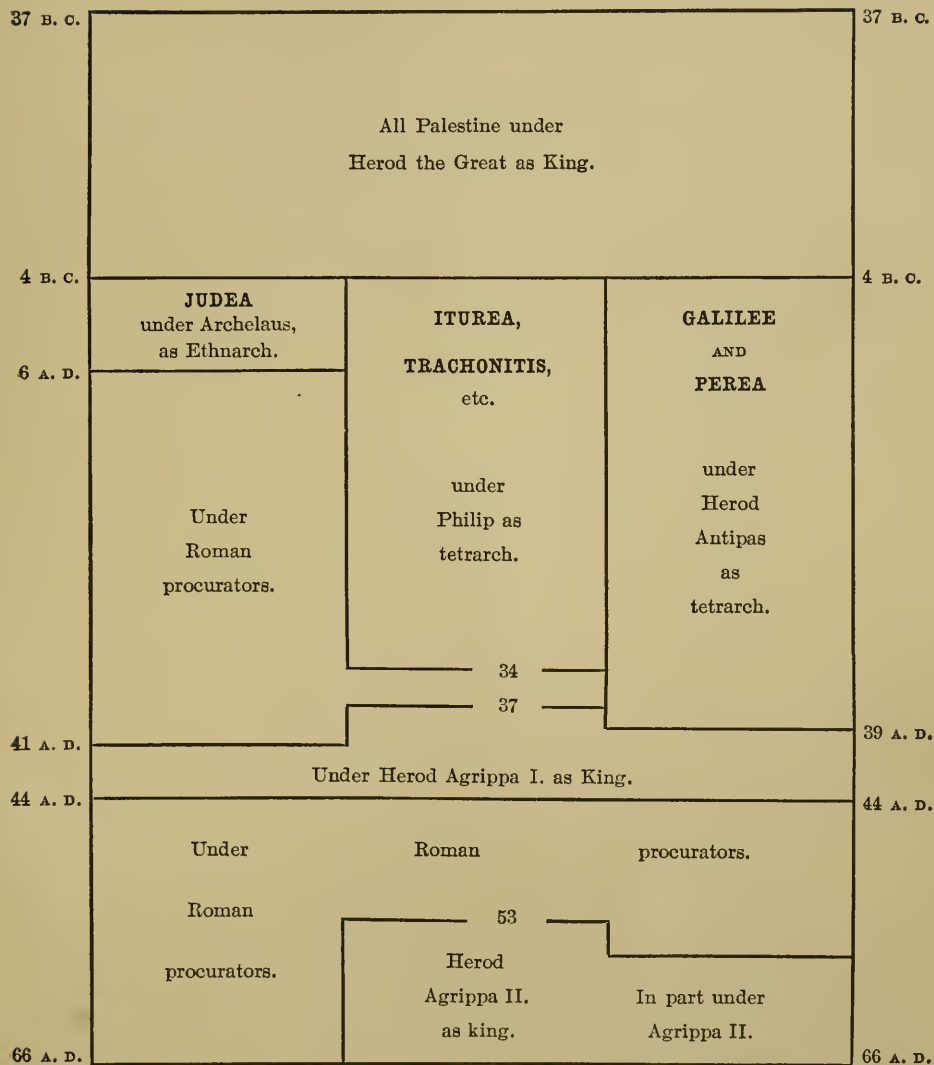 37 B. C.
37 B. C.
All Palestine under
Herod the Great as King.
4 B. C.
4 B. C.
JUDEA
under Archelaus,
as Ethnarch.
6 A. D.
Under
Roman
procurators.
ITUREA,
TRACHONITIS,
etc.
under
Philip as
tetrarch.
34
37
GALILEE
AND
PEREA
under
Herod
Antipas
as
tetrarch.
41 A. D.
39 A. D.
Under Herod Agrippa I. as King.
44 A. D.
44 A. D.
Under Roman procurators.
Roman
procurators.
53
Herod
Agrippa II.
as king.
In part under
Agrippa II.
66 A. D.
66 A. D.